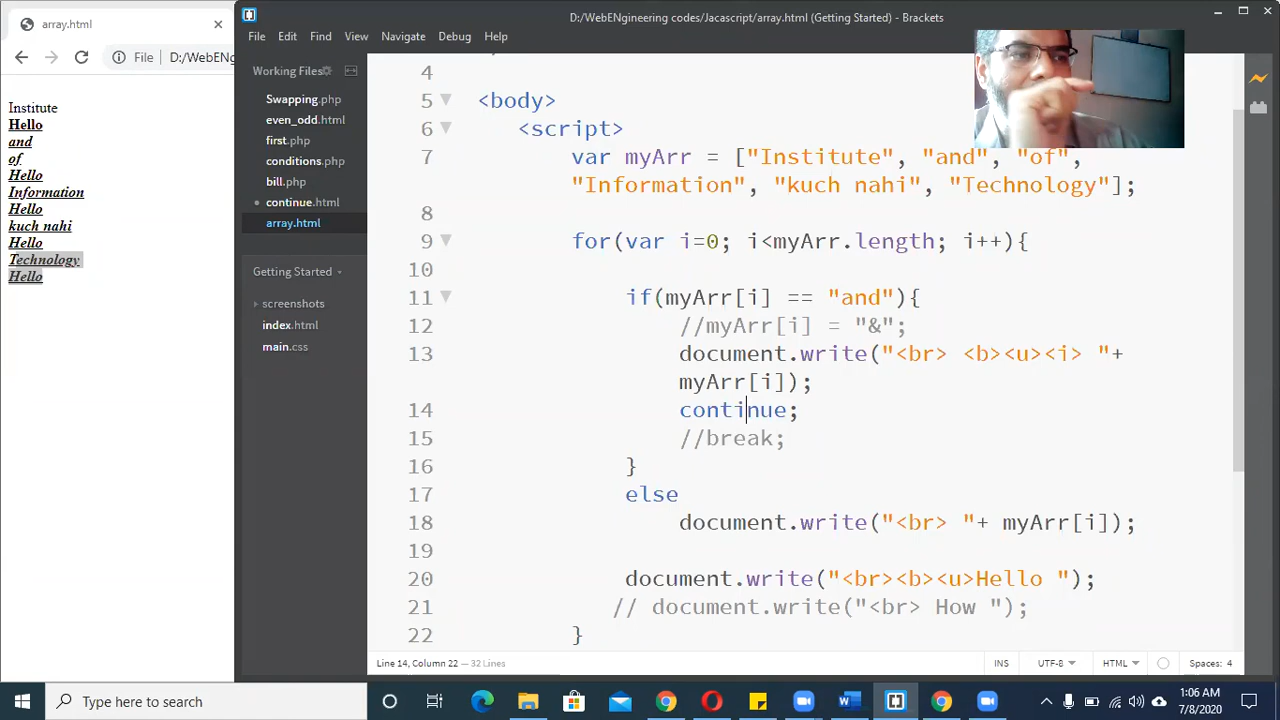 array.html
File
D:/WebENg
Institute
Hello
and
of
Hello
Information
Hello
kuch nahi
Hello
Technology
Hello
D:/WebENgineering codes/Jacascript/array.html (Getting Started) - Brackets
File Edit Find View Navigate Debug Help
Working Files
Swapping.php
even_odd.html
first.php
conditions.php
bill.php
continue.html
array.html
Getting Started
screenshots
index.html
main.css
4
5 <body>
6 <script>
7 var myArr = ["Institute", "and", "of",
"Information", "kuch nahi", "Technology"];
8
9 for(var i=0; i<myArr.length; i++){
10
11 if(myArr[i] == "and"){
12 //myArr[i] = "&";
13 document.write("<br> <b><u><i> "+
myArr[i]);
14 continue;
15 //break;
16 }
17 else
18 document.write("<br> "+ myArr[i]);
19
20 document.write("<br><b><u>Hello ");
21 // document.write("<br> How ");
22 }
Line 14, Column 22 — 32 Lines
INS UTF-8 HTML Spaces: 4
Type here to search
1:06 AM
7/8/2020